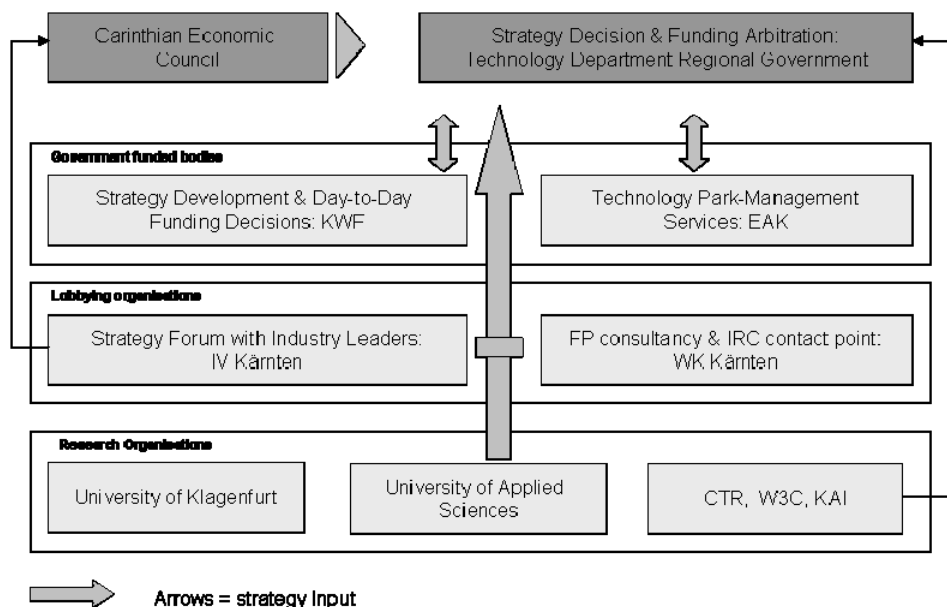 Carinthian Economic
Council
Strategy Decision & Funding Arbitration:
Technology Department Regional Government
Government funded bodies
Strategy Development & Day-to-Day
Funding Decisions: KWF
Technology Park-Management
Services: EAK
Lobbying organisations
Strategy Forum with Industry Leaders:
IV Kärnten
FP consultancy & IRC contact point:
WK Kärnten
Research Organisations
University of Klagenfurt
University of Applied
Sciences
CTR, W3C, KAI
Arrows = strategy input